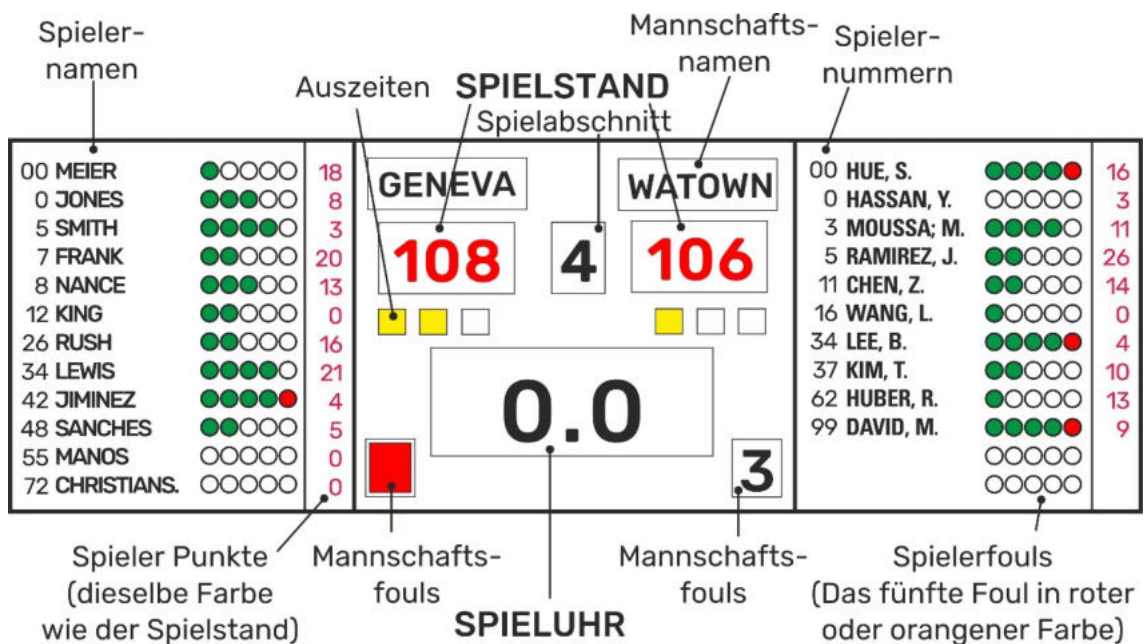 Spieler-
namen
Auszeiten
SPIELSTAND
Spielabschnitt
Mannschafts-
namen
Spieler-
nummern
00 MEIER 18
0 JONES 8
5 SMITH 3
7 FRANK 20
8 NANCE 13
12 KING 0
26 RUSH 16
34 LEWIS 21
42 JIMINEZ 4
48 SANCHES 5
55 MANOS 0
72 CHRISTIANS. 0
GENEVA WATOWN
108 4 106
0.0
3
00 HUE, S. 16
0 HASSAN, Y. 3
3 MOUSSA; M. 11
5 RAMIREZ, J. 26
11 CHEN, Z. 14
16 WANG, L. 0
34 LEE, B. 4
37 KIM, T. 10
62 HUBER, R. 13
99 DAVID, M. 9
Spieler Punkte
(dieselbe Farbe
wie der Spielstand)
Mannschafts-
fouls
SPIELUHR
Mannschafts-
fouls
Spielerfouls
(Das fünfte Foul in roter
oder orangener Farbe)